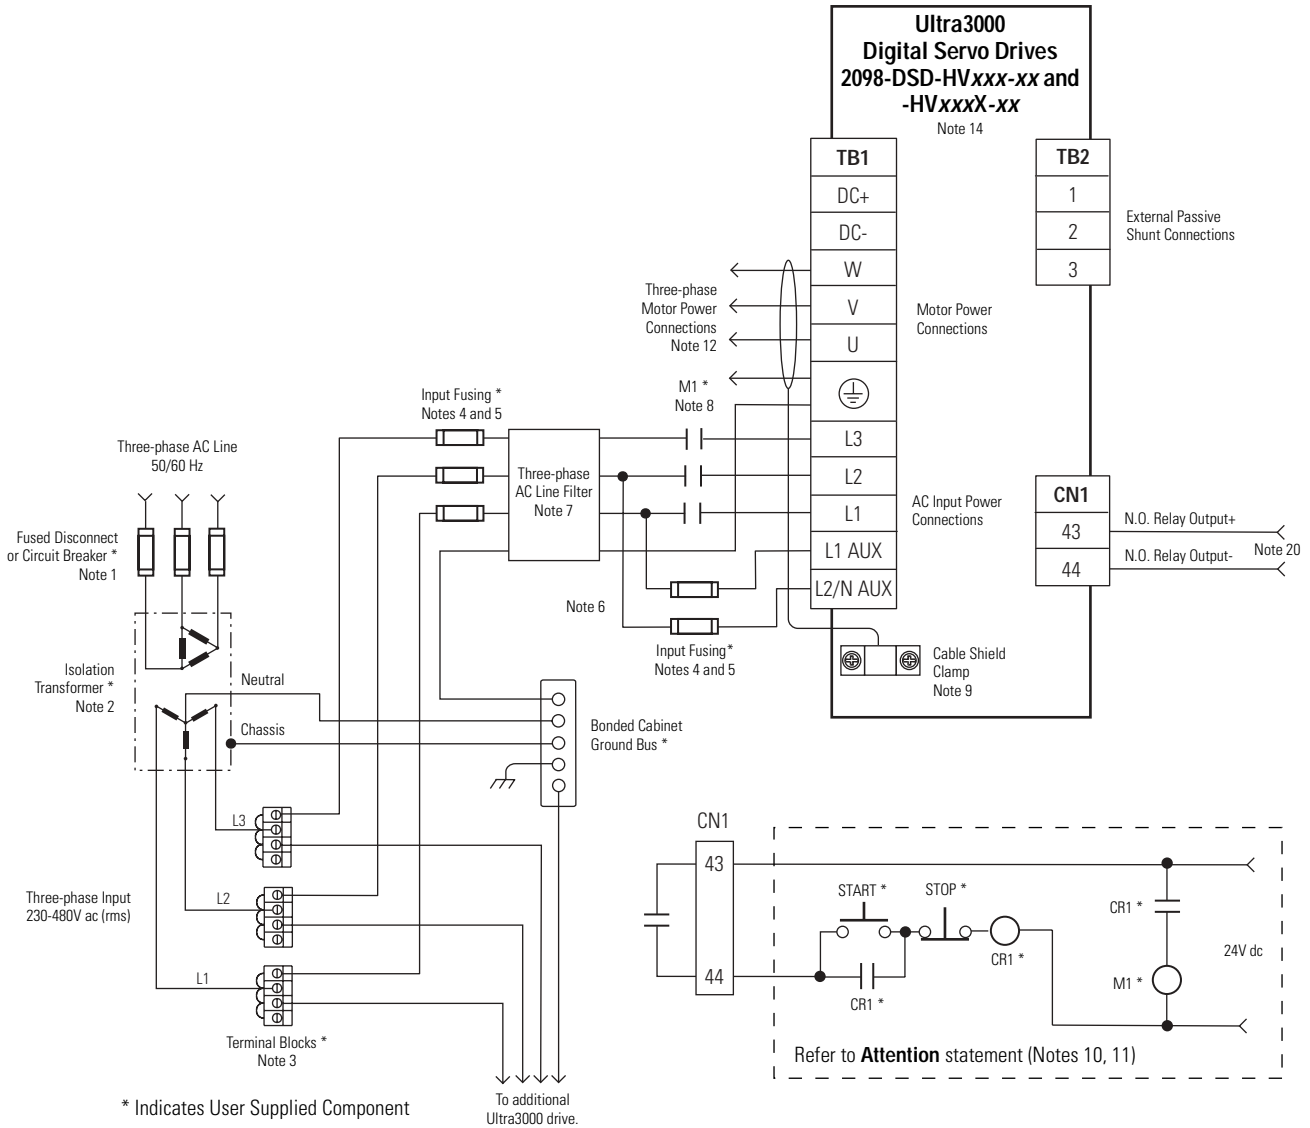 Ultra3000
Digital Servo Drives
2098-DSD-HVxxx-xx and
-HVxxxX-xx
Note 14
TB1
DC+
DC-
W
V
U
L3
L2
L1
L1 AUX
L2/N AUX
TB2
1
2
3
External Passive
Shunt Connections
Three-phase
Motor Power
Connections
Note 12
Motor Power
Connections
M1 *
Note 8
Input Fusing *
Notes 4 and 5
Three-phase AC Line
50/60 Hz
Three-phase
AC Line Filter
Note 7
AC Input Power
Connections
CN1
43
44
N.O. Relay Output+
N.O. Relay Output-
Note 20
Fused Disconnect
or Circuit Breaker *
Note 1
Note 6
Input Fusing*
Notes 4 and 5
Cable Shield
Clamp
Note 9
Isolation
Transformer *
Note 2
Neutral
Chassis
Bonded Cabinet
Ground Bus *
L3
L2
L1
Three-phase Input
230-480V ac (rms)
Terminal Blocks *
Note 3
To additional
Ultra3000 drive.
* Indicates User Supplied Component
CN1
43
44
START *
STOP *
CR1 *
CR1 *
CR1 *
M1 *
24V dc
Refer to Attention statement (Notes 10, 11)